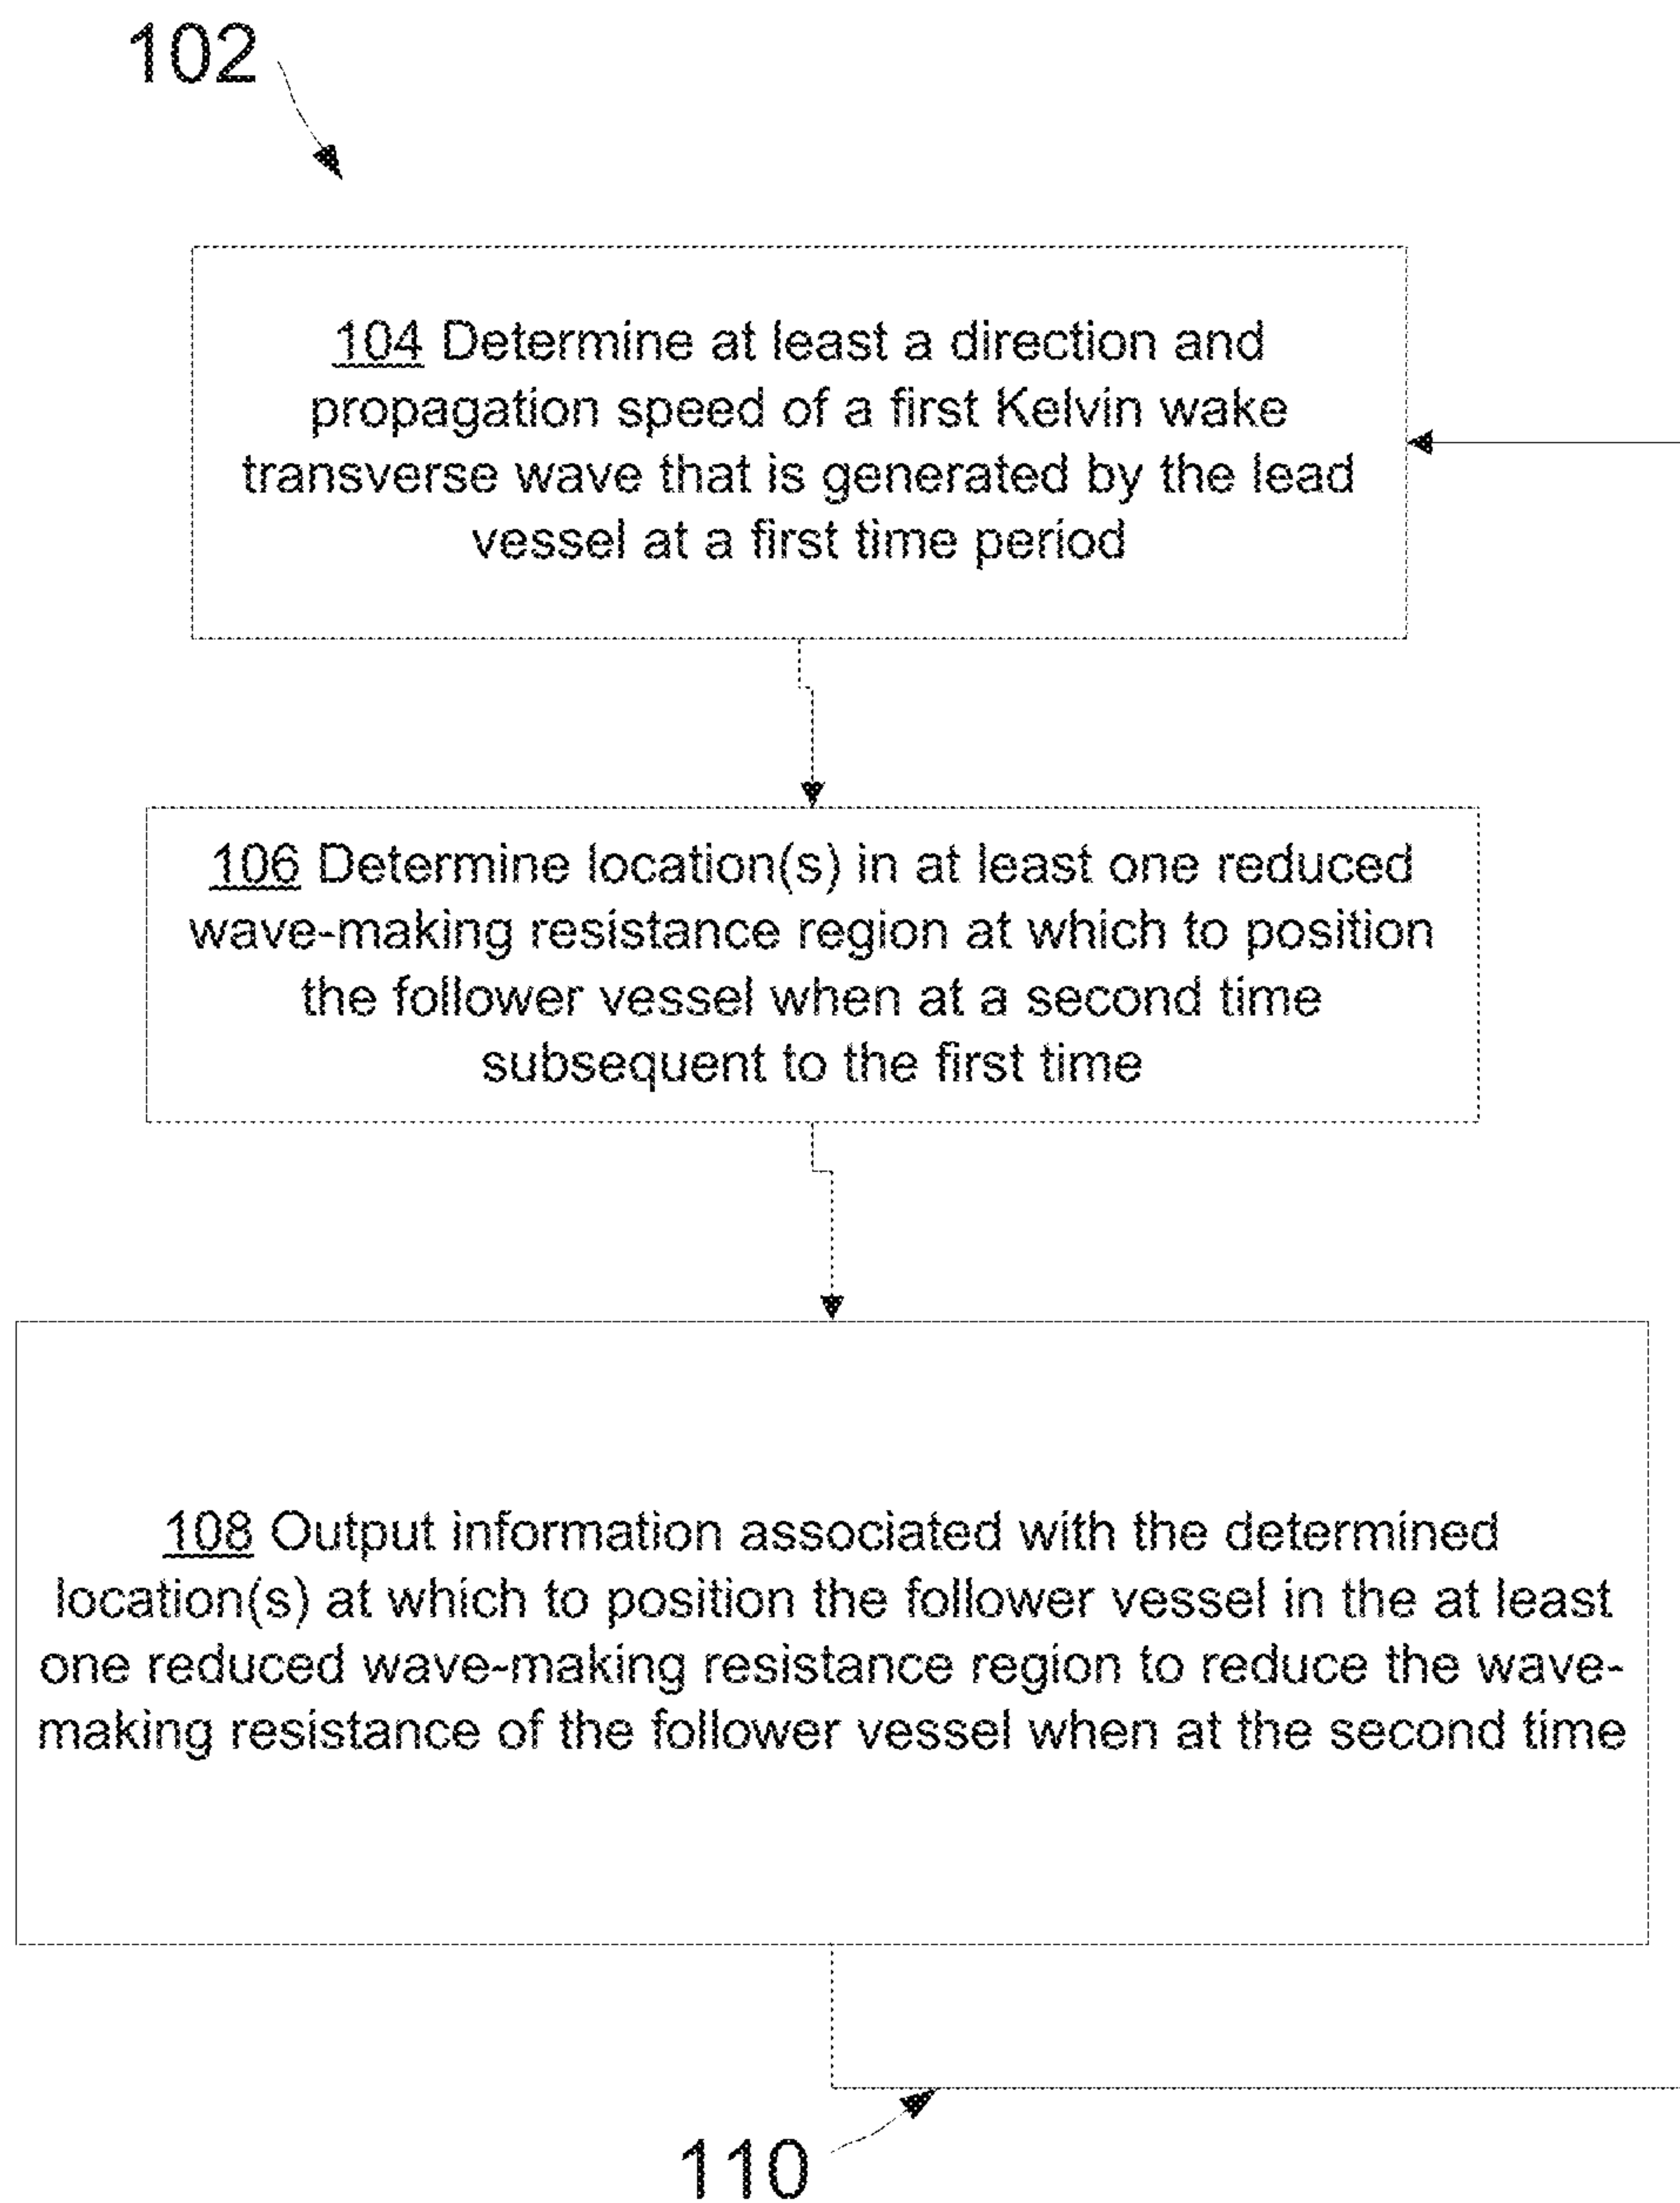 102
104 Determine at least a direction and
propagation speed of a first Kelvin wake
transverse wave that is generated by the lead
vessel at a first time period
106 Determine location(s) in at least one reduced
wave-making resistance region at which to position
the follower vessel when at a second time
subsequent to the first time
108 Output information associated with the determined
location(s) at which to position the follower vessel in the at least
one reduced wave-making resistance region to reduce the wave-
making resistance of the follower vessel when at the second time
110